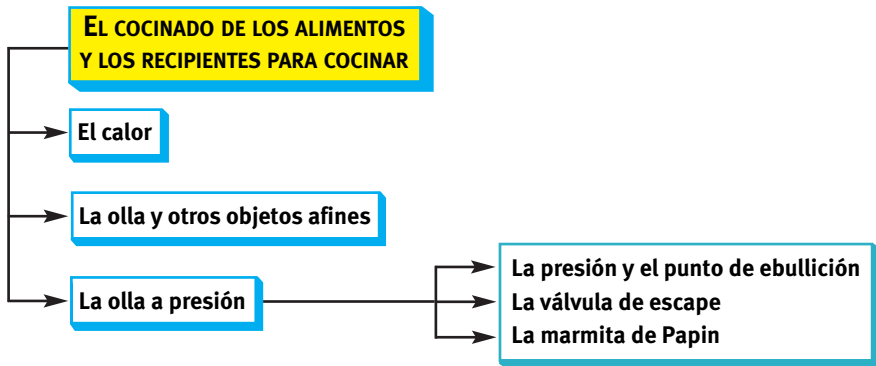 EL COCINADO DE LOS ALIMENTOS
Y LOS RECIPIENTES PARA COCINAR
El calor
La olla y otros objetos afines
La olla a presión
La presión y el punto de ebullición
La válvula de escape
La marmita de Papin